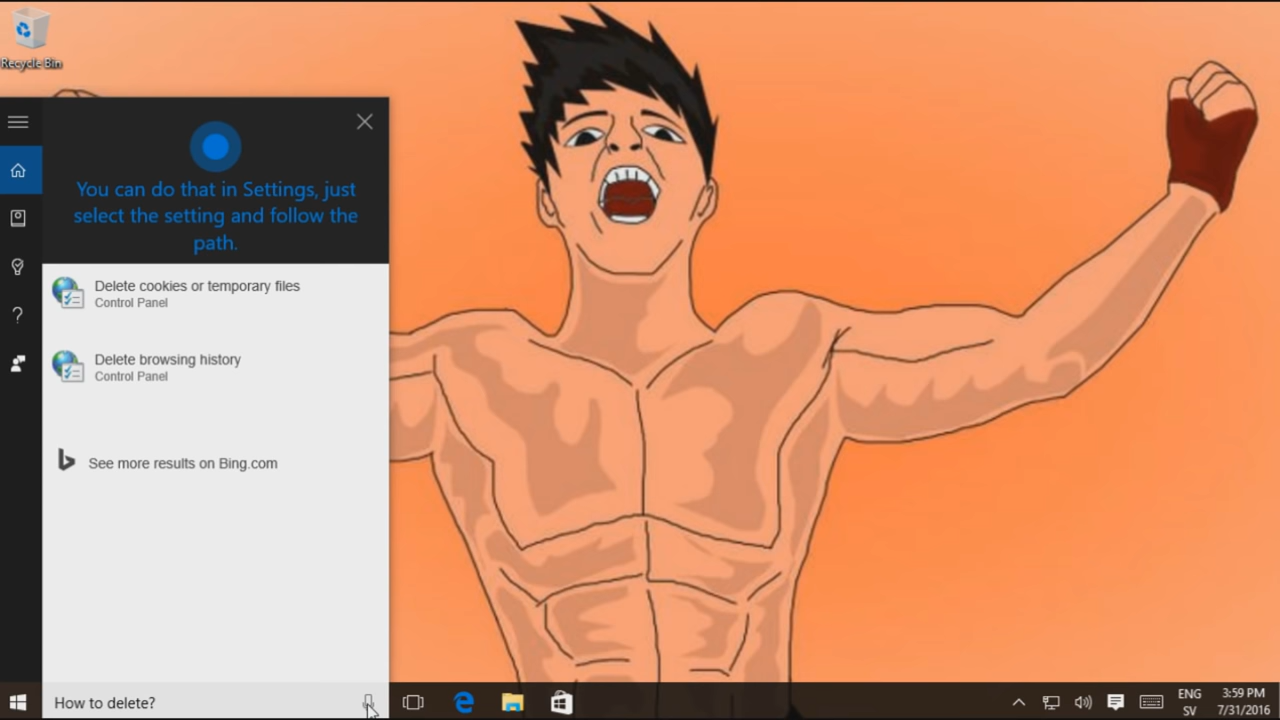 Recycle Bin
You can do that in Settings, just
select the setting and follow the
path.
Delete cookies or temporary files
Control Panel
Delete browsing history
Control Panel
See more results on Bing.com
How to delete?
ENG
SV
3:59 PM
7/31/2016